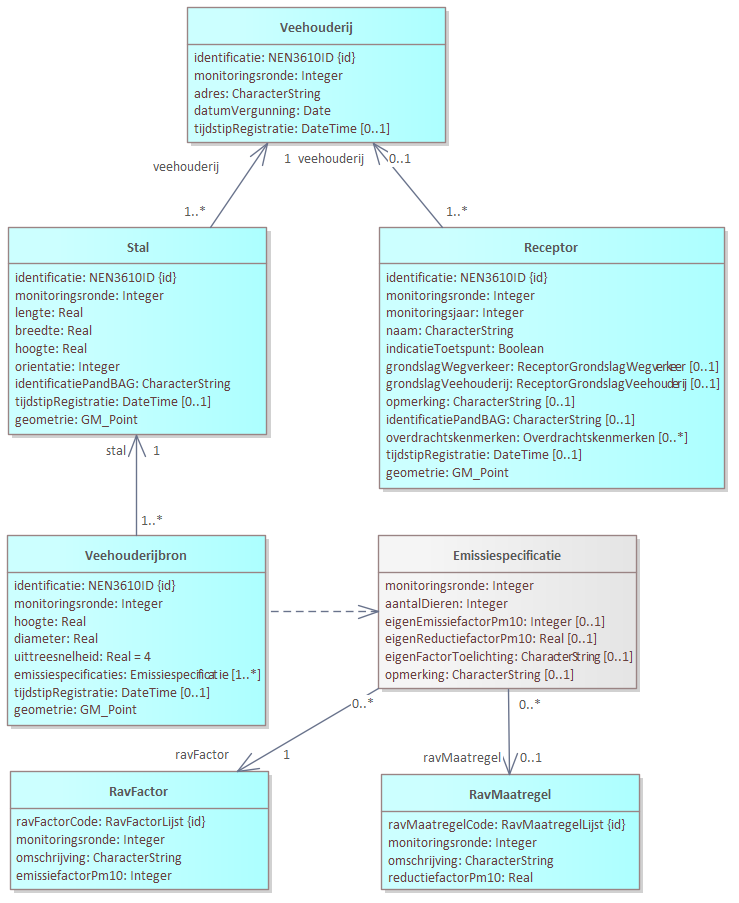 Veehouderij
identificatie: NEN3610ID {id}
monitoringsronde: Integer
adres: CharacterString
datumVergunning: Date
tijdstipRegistratie: DateTime [0..1]
veehouderij
1
veehouderij
0..1
1..*
1..*
Stal
identificatie: NEN3610ID {id}
monitoringsronde: Integer
lengte: Real
breedte: Real
hoogte: Real
orientatie: Integer
identificatiePandBAG: CharacterString
tijdstipRegistratie: DateTime [0..1]
geometrie: GM_Point
Receptor
identificatie: NEN3610ID {id}
monitoringsronde: Integer
monitoringsjaar: Integer
naam: CharacterString
indicatieToetspunt: Boolean
grondslagWegverkeer: ReceptorGrondslagWegverkeer [0..1]
grondslagVeehouderij: ReceptorGrondslagVeehouderij [0..1]
opmerking: CharacterString [0..1]
identificatiePandBAG: CharacterString [0..1]
overdrachtskenmerken: Overdrachtskenmerken [0..*]
tijdstipRegistratie: DateTime [0..1]
geometrie: GM_Point
stal
1
1..*
Veehouderijbron
identificatie: NEN3610ID {id}
monitoringsronde: Integer
hoogte: Real
diameter: Real
uittreesnelheid: Real = 4
emissiespecificaties: Emissiespecificatie [1..*]
tijdstipRegistratie: DateTime [0..1]
geometrie: GM_Point
Emissiespecificatie
monitoringsronde: Integer
aantalDieren: Integer
eigenEmissiefactorPm10: Integer [0..1]
eigenReductiefactorPm10: Real [0..1]
eigenFactorToelichting: CharacterString [0..1]
opmerking: CharacterString [0..1]
0..*
0..*
ravFactor
1
ravMaatregel
0..1
RavFactor
ravFactorCode: RavFactorLijst {id}
monitoringsronde: Integer
omschrijving: CharacterString
emissiefactorPm10: Integer
RavMaatregel
ravMaatregelCode: RavMaatregelLijst {id}
monitoringsronde: Integer
omschrijving: CharacterString
reductiefactorPm10: Real